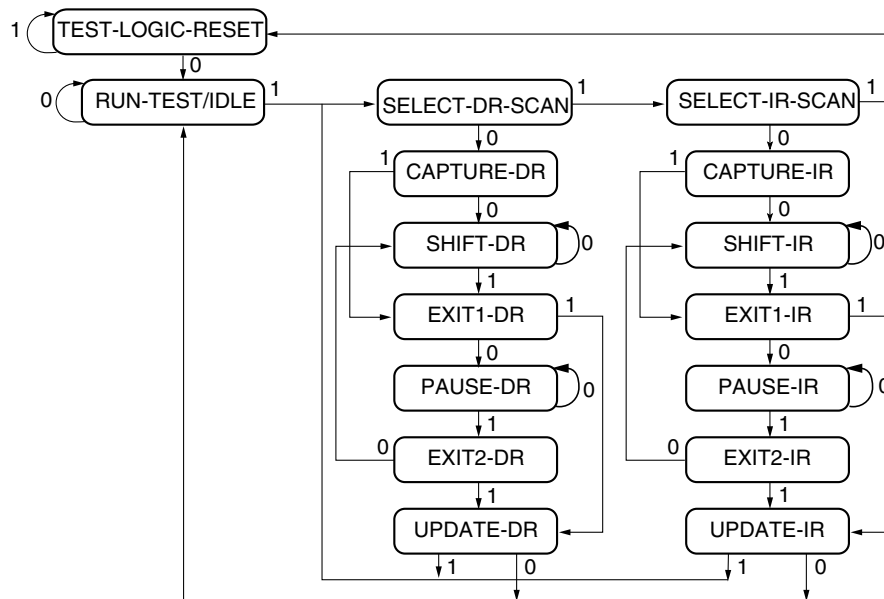 1 TEST-LOGIC-RESET
0
0 RUN-TEST/IDLE 1 SELECT-DR-SCAN 1 SELECT-IR-SCAN 1
0 0
1 CAPTURE-DR 1 CAPTURE-IR
0 0
SHIFT-DR 0 SHIFT-IR 0
1 1
EXIT1-DR 1 EXIT1-IR 1
0 0
PAUSE-DR 0 PAUSE-IR 0
1 1
0 EXIT2-DR 0 EXIT2-IR
1 1
UPDATE-DR UPDATE-IR
1 0 1 0